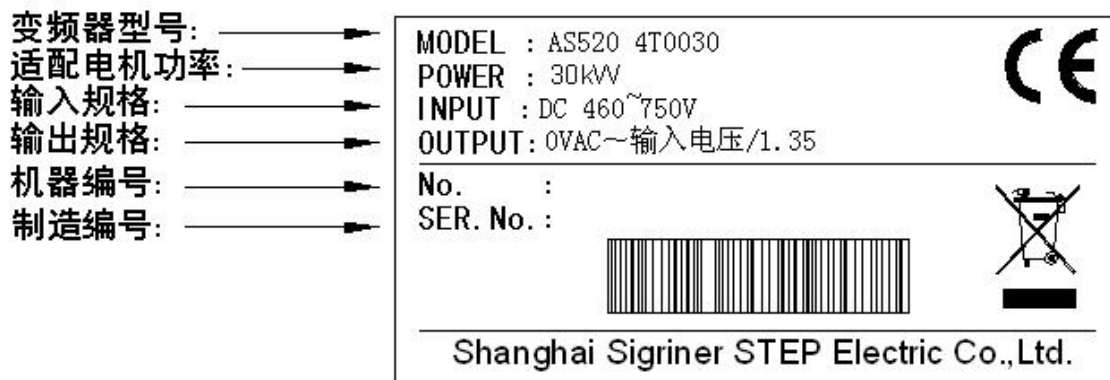 变频器型号:
适配电机功率:
输入规格:
输出规格:
机器编号:
制造编号:
MODEL : AS520 4T0030
POWER : 30kW
INPUT : DC 460~750V
OUTPUT: 0VAC～输入电压/1.35
No. :
SER. No. :
CE
Shanghai Sigriner STEP Electric Co.,Ltd.